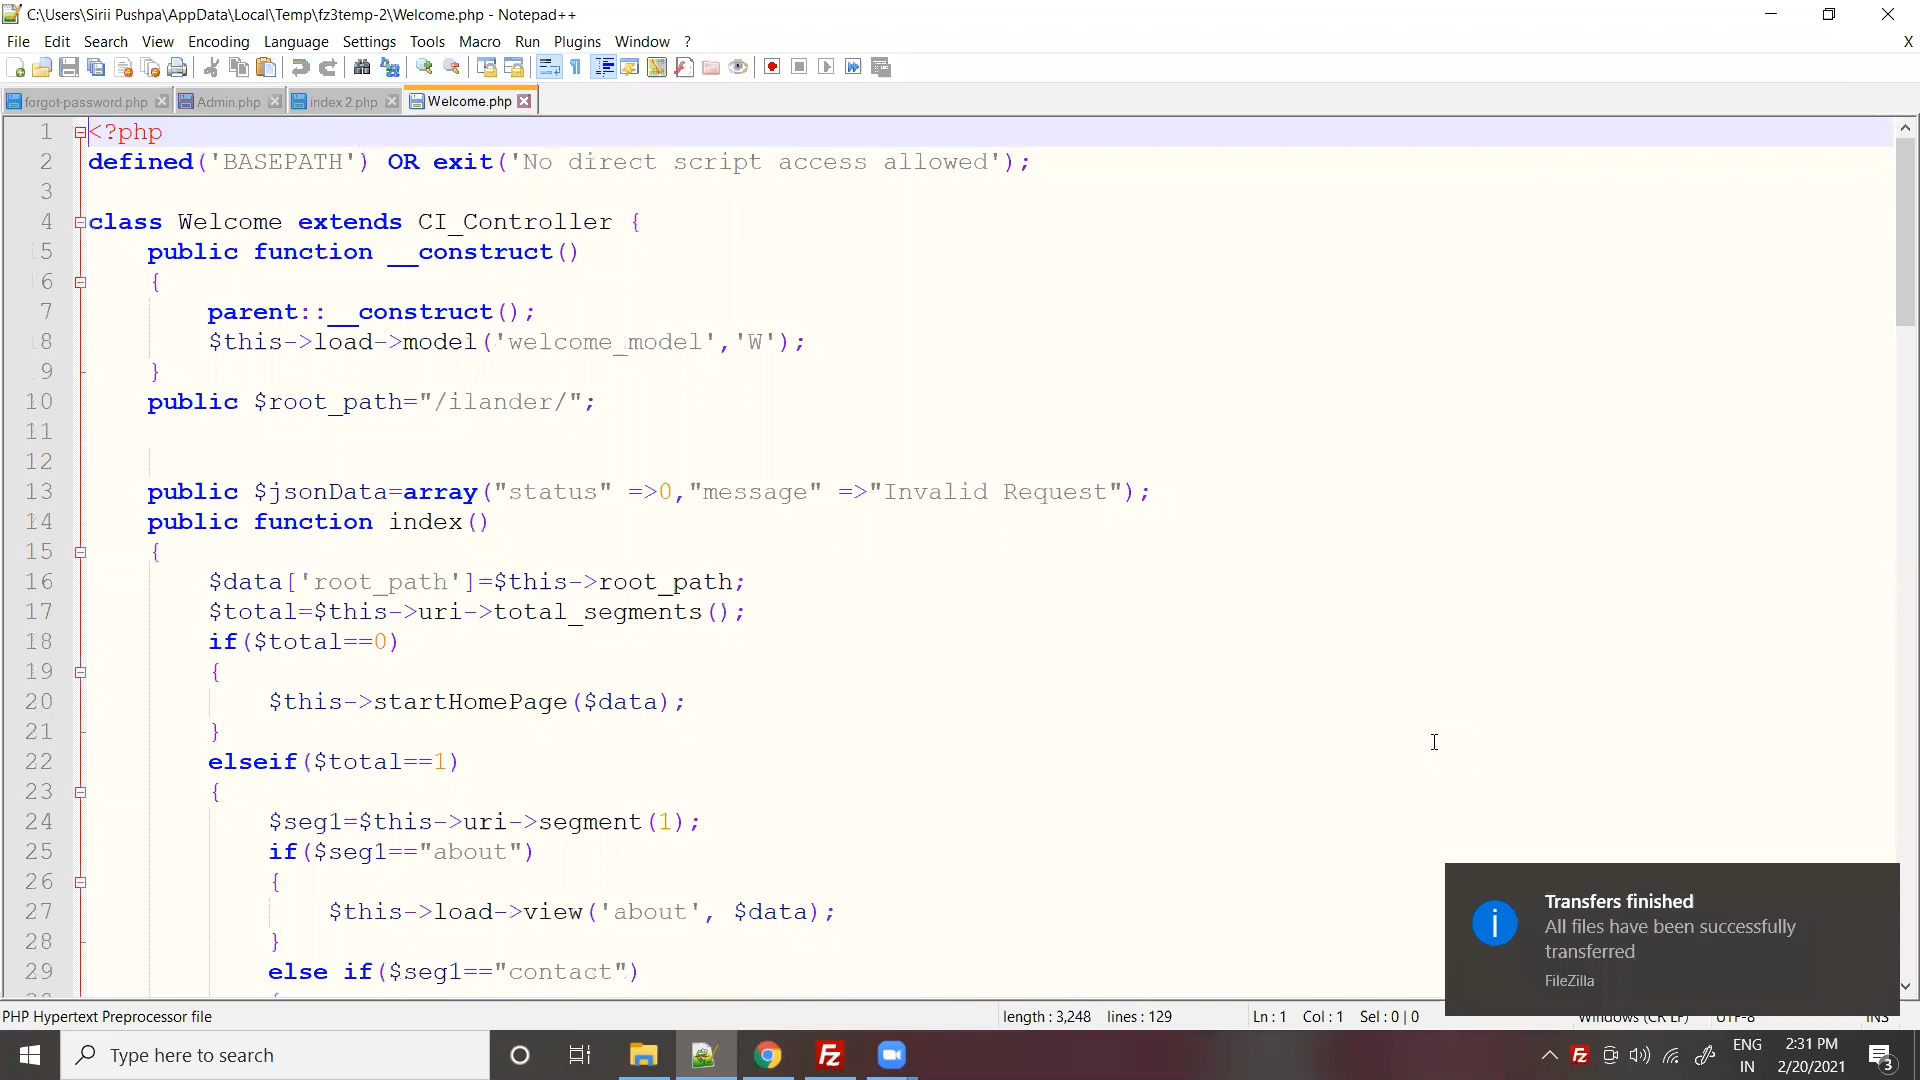 C:\Users\Sirii Pushpa\AppData\Local\Temp\fz3temp-2\Welcome.php - Notepad++
File Edit Search View Encoding Language Settings Tools Macro Run Plugins Window ? X
forgot-password.php Admin.php index2.php Welcome.php
1 <?php
2 defined('BASEPATH') OR exit('No direct script access allowed');
3
4 class Welcome extends CI_Controller {
5 public function __construct()
6 {
7 parent::__construct();
8 $this->load->model('welcome_model','W');
9 }
10 public $root_path="/ilander/";
11
12
13 public $jsonData=array("status" =>0,"message" =>"Invalid Request");
14 public function index()
15 {
16 $data['root_path']=$this->root_path;
17 $total=$this->uri->total_segments();
18 if($total==0)
19 {
20 $this->startHomePage($data);
21 }
22 elseif($total==1)
23 {
24 $seg1=$this->uri->segment(1);
25 if($seg1=="about")
26 {
27 $this->load->view('about', $data);
28 }
29 else if($seg1=="contact")
Transfers finished
All files have been successfully
transferred
FileZilla
PHP Hypertext Preprocessor file length : 3,248 lines : 129 Ln : 1 Col : 1 Sel : 0 | 0 Windows (CR LF) UTF-8 INS
Type here to search
ENG
IN
2:31 PM
2/20/2021
3